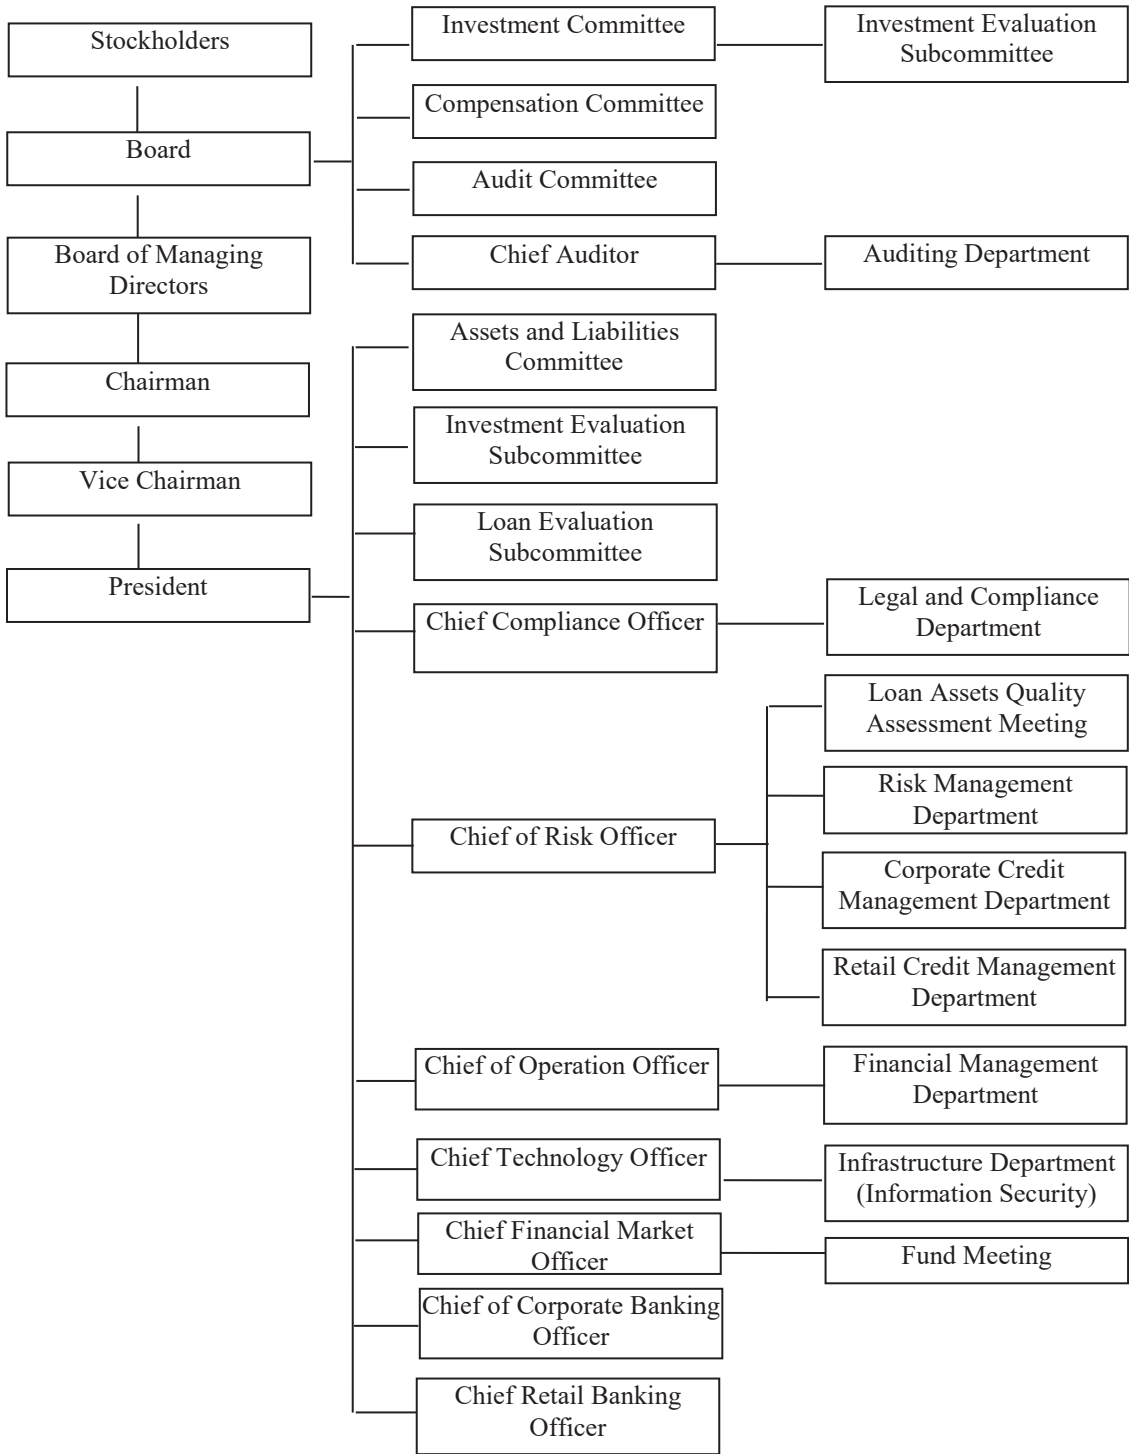 Stockholders
Board
Board of Managing
Directors
Chairman
Vice Chairman
President
Investment Committee
Investment Evaluation
Subcommittee
Compensation Committee
Audit Committee
Chief Auditor
Auditing Department
Assets and Liabilities
Committee
Investment Evaluation
Subcommittee
Loan Evaluation
Subcommittee
Chief Compliance Officer
Legal and Compliance
Department
Chief of Risk Officer
Loan Assets Quality
Assessment Meeting
Risk Management
Department
Corporate Credit
Management Department
Retail Credit Management
Department
Chief of Operation Officer
Financial Management
Department
Chief Technology Officer
Infrastructure Department
(Information Security)
Chief Financial Market
Officer
Fund Meeting
Chief of Corporate Banking
Officer
Chief Retail Banking
Officer